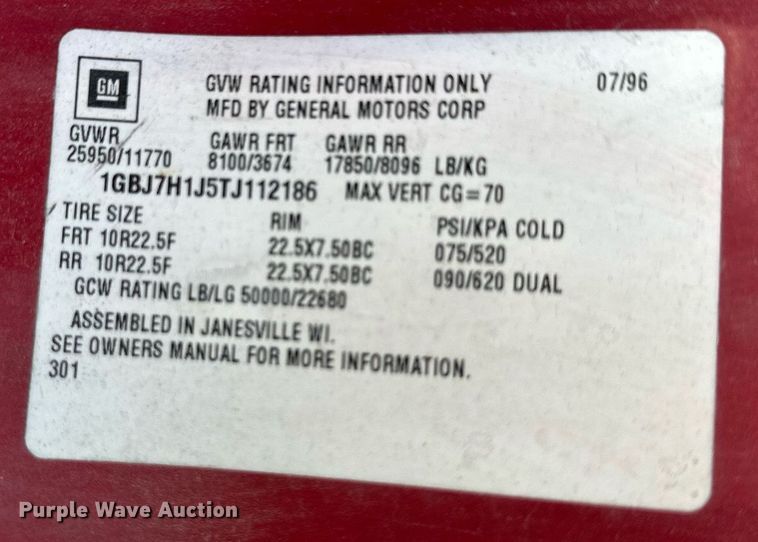 GM
GVW RATING INFORMATION ONLY 07/96
MFD BY GENERAL MOTORS CORP
GVWR GAWR FRT GAWR RR
25950/11770 8100/3674 17850/8096 LB/KG
1GBJ7H1J5TJ112186 MAX VERT CG=70
TIRE SIZE RIM PSI/KPA COLD
FRT 10R22.5F 22.5X7.50BC 075/520
RR 10R22.5F 22.5X7.50BC 090/620 DUAL
GCW RATING LB/LG 50000/22680
ASSEMBLED IN JANESVILLE WI.
SEE OWNERS MANUAL FOR MORE INFORMATION.
301
Purple Wave Auction